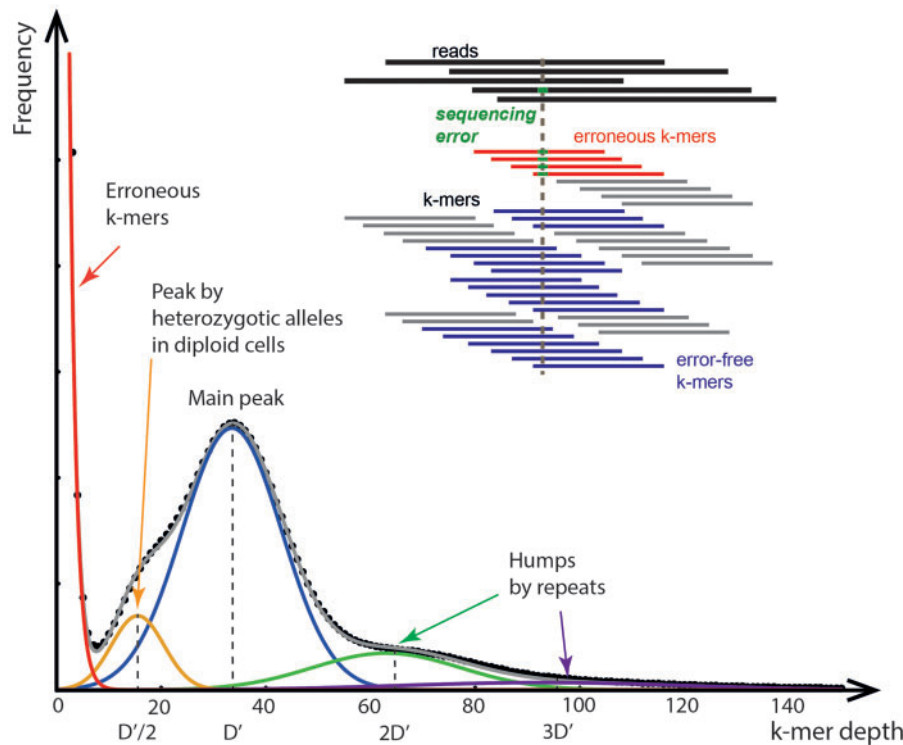 Frequency
reads
sequencing
error
erroneous k-mers
k-mers
error-free
k-mers
Erroneous
k-mers
Peak by
heterozygotic alleles
in diploid cells
Main peak
Humps
by repeats
0 20 40 60 80 100 120 140
D'/2 D' 2D' 3D' k-mer depth